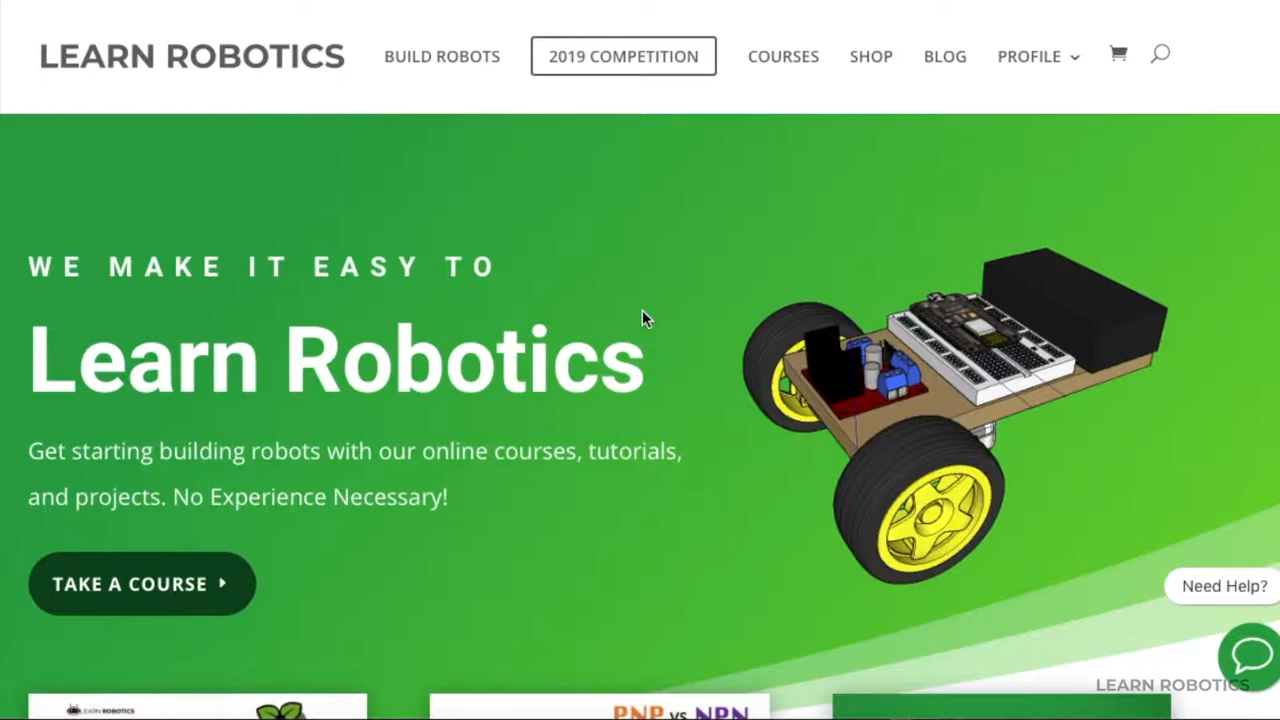 LEARN ROBOTICS
BUILD ROBOTS
2019 COMPETITION
COURSES
SHOP
BLOG
PROFILE
WE MAKE IT EASY TO
Learn Robotics
Get starting building robots with our online courses, tutorials,
and projects. No Experience Necessary!
TAKE A COURSE
Need Help?
LEARN ROBOTICS
LEARN ROBOTICS
PNP vs NPN